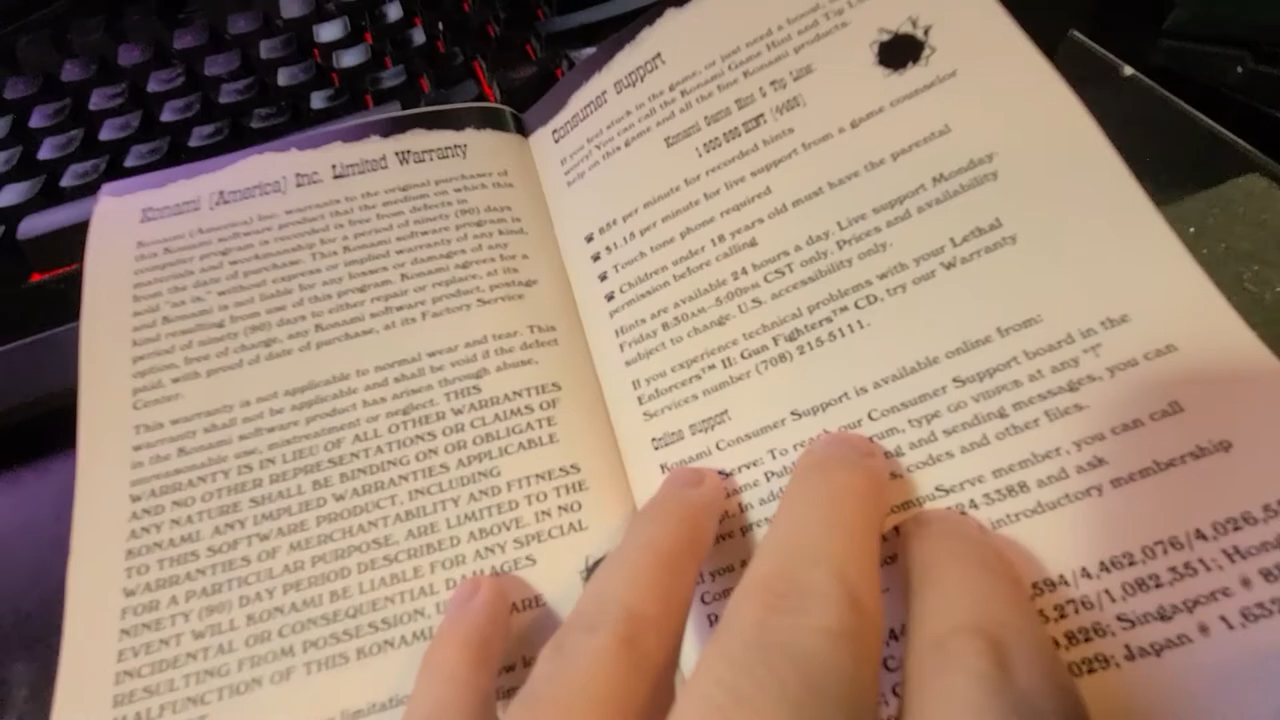 Konami (America) Inc. Limited Warranty
Konami (America) Inc. warrants to the original purchaser of
this Konami software product that the medium on which this
computer program is recorded is free from defects in
materials and workmanship for a period of ninety (90) days
from the date of purchase. This Konami software program is
sold "as is," without express or implied warranty of any kind,
and Konami is not liable for any losses or damages of any
kind resulting from use of this program. Konami agrees for a
period of ninety (90) days to either repair or replace, at its
option, free of charge, any Konami software product, postage
paid, with proof of date of purchase, at its Factory Service
Center.
This warranty is not applicable to normal wear and tear. This
warranty shall not be applicable and shall be void if the defect
in the Konami software product has arisen through abuse,
unreasonable use, mistreatment or neglect. THIS
WARRANTY IS IN LIEU OF ALL OTHER WARRANTIES
AND NO OTHER REPRESENTATIONS OR CLAIMS OF
ANY NATURE SHALL BE BINDING ON OR OBLIGATE
KONAMI. ANY IMPLIED WARRANTIES APPLICABLE
TO THIS SOFTWARE PRODUCT, INCLUDING
WARRANTIES OF MERCHANTABILITY AND FITNESS
FOR A PARTICULAR PURPOSE, ARE LIMITED TO THE
NINETY (90) DAY PERIOD DESCRIBED ABOVE. IN NO
EVENT WILL KONAMI BE LIABLE FOR ANY SPECIAL
INCIDENTAL OR CONSEQUENTIAL DAMAGES
RESULTING FROM POSSESSION, ARE
MALFUNCTION OF THIS KONAMI
limitatio
Consumer support
If you feel stuck in the game, or just need a boost,
worry! You can call the Konami Game Hint and Tip
help on this game and all the fine Konami products.
Konami Game Hint & Tip Line:
1 900 896 HINT (4468)
85¢ per minute for recorded hints
$1.15 per minute for live support from a game counselor
Touch tone phone required
Children under 18 years old must have the parental
permission before calling
Hints are available 24 hours a day. Live support Monday-
Friday 8:30AM–5:00PM CST only. Prices and availability
subject to change. U.S. accessibility only.
If you experience technical problems with your Lethal
Enforcers™ II: Gun Fighters™ CD, try our Warranty
Services number (708) 215-5111.
Online support
Konami Consumer Support is available online from:
Serve: To reach our Consumer Support board in the
Game Publ rum, type GO VIDPUB at any "!"
pt. In add ng and sending messages, you can
ve pres s, codes and other files.
If you a ompuServe member, you can call
Com 524.3388 and ask
introductory membership
594/4,462,076/4,026,55
5,276/1,082,351; Hon
9,826; Singapore # 8
029; Japan # 1,632